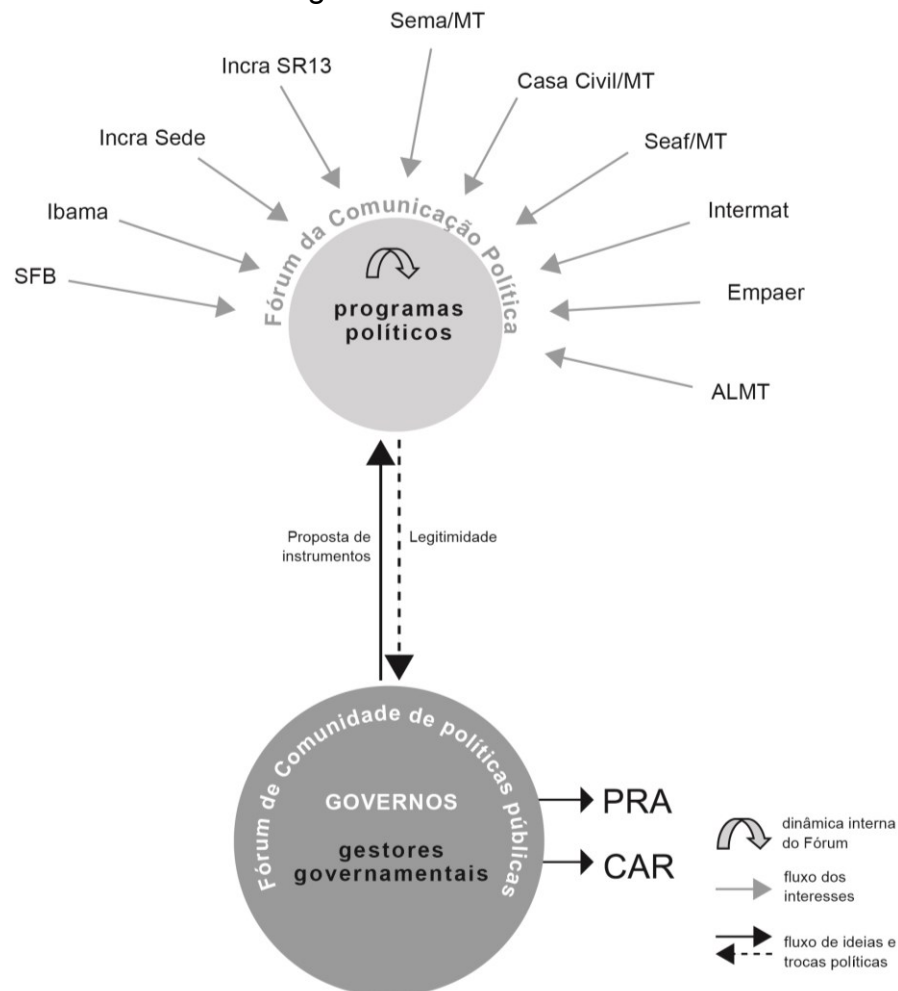 Sema/MT
Incra SR13
Casa Civil/MT
Incra Sede
Seaf/MT
Ibama
Intermat
SFB
Empaer
ALMT
Fórum da Comunicação Política
programas
políticos
Proposta de
instrumentos
Legitimidade
Fórum de Comunidade de políticas públicas
GOVERNOS
gestores
governamentais
PRA
CAR
dinâmica interna
do Fórum
fluxo dos
interesses
fluxo de ideias e
trocas políticas